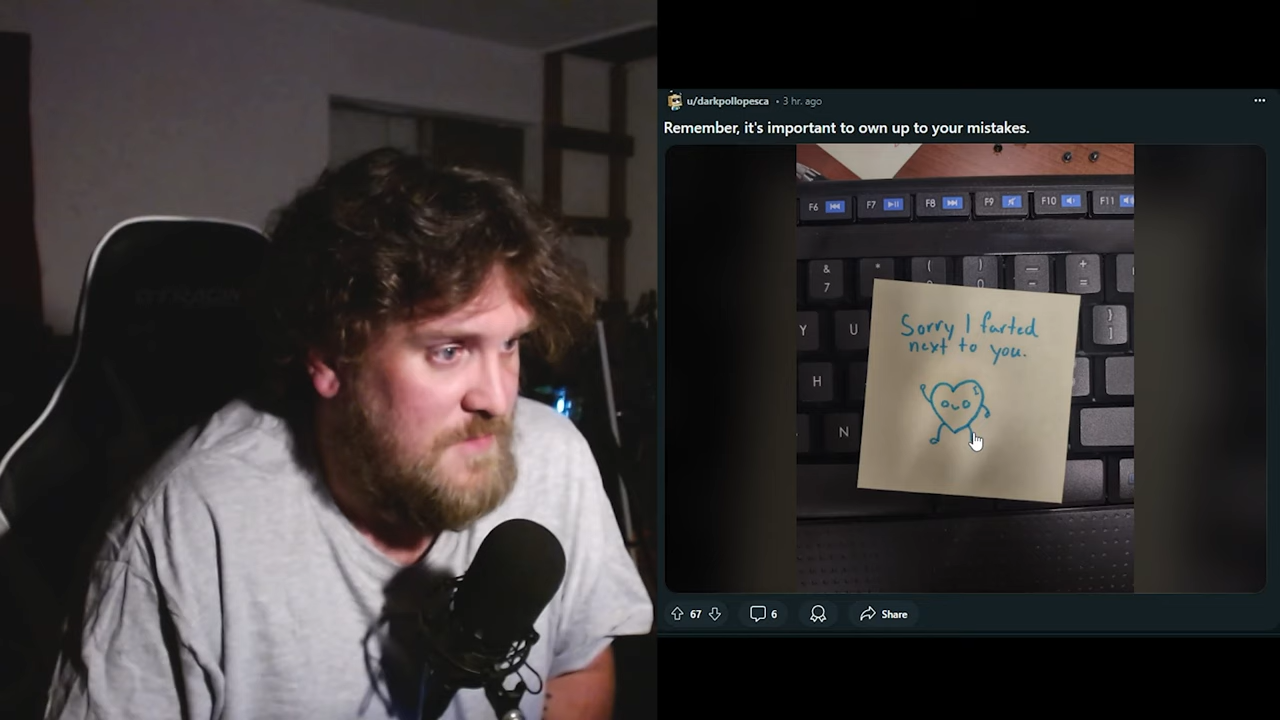 u/darkpollopesca • 3 hr. ago
Remember, it's important to own up to your mistakes.
F6 F7 F8 F9 F10 F11
& * ( ) — +
7 =
Y U } ]
H
N
Sorry I farted
next to you.
67 6 Share